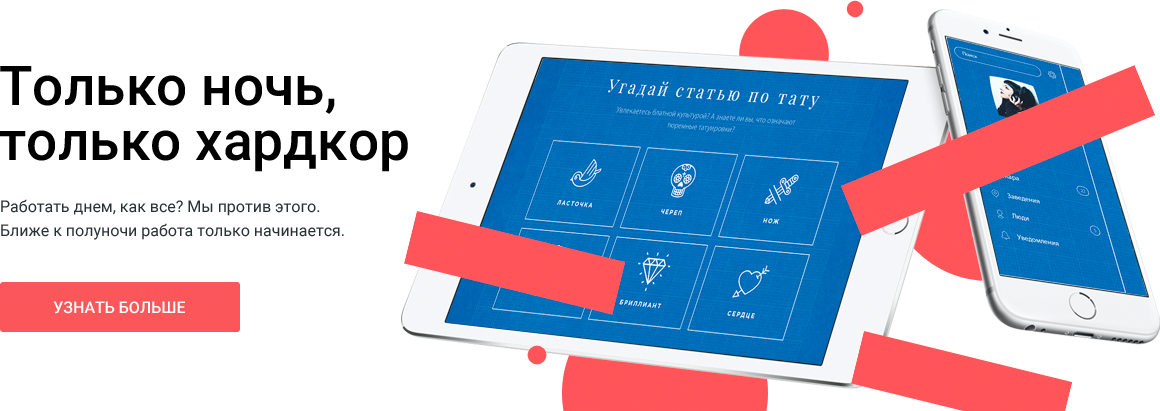 Только ночь,
только хардкор
Работать днем, как все? Мы против этого.
Ближе к полуночи работа только начинается.
УЗНАТЬ БОЛЬШЕ
Угадай статью по тату
Увлекаетесь блатной культурой? А знаете ли вы, что означают
тюремные татуировки?
ЛАСТОЧКА
ЧЕРЕП
НОЖ
БРИЛЛИАНТ
СЕРДЦЕ
Поиск
Заведения
Люди
Уведомления